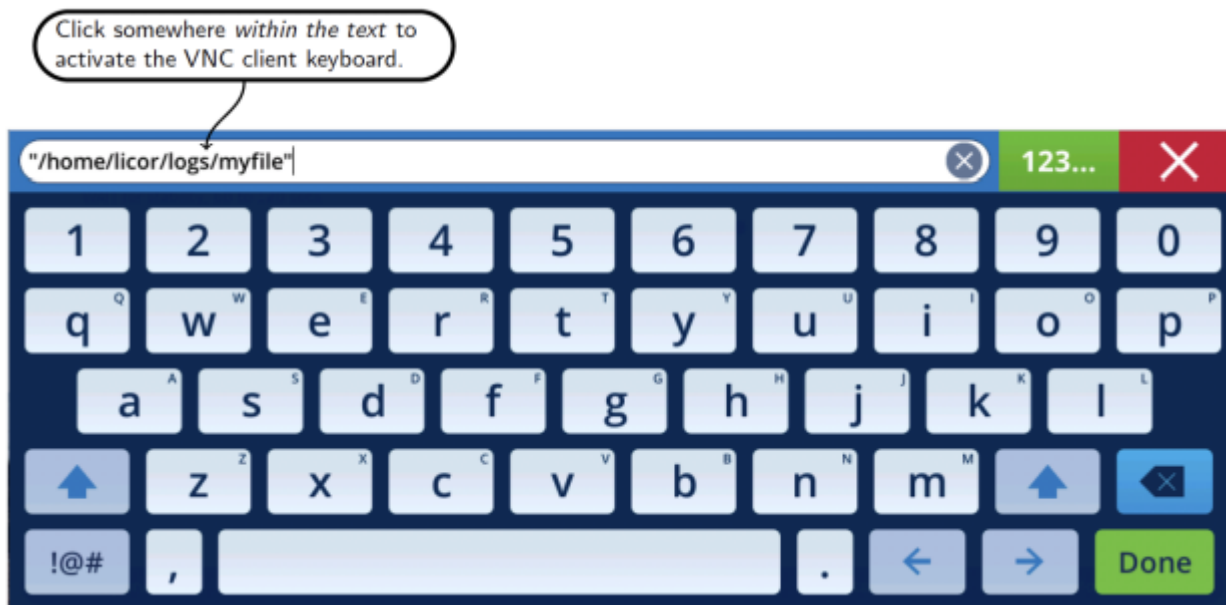 Click somewhere within the text to
activate the VNC client keyboard.
"/home/licor/logs/myfile" 123...
1 2 3 4 5 6 7 8 9 0
q Q w W e E r R t T y Y u U i I o O p P
a A s S d D f F g G h H j J k K l L
z Z x X c C v V b B n N m M
!@# , . Done